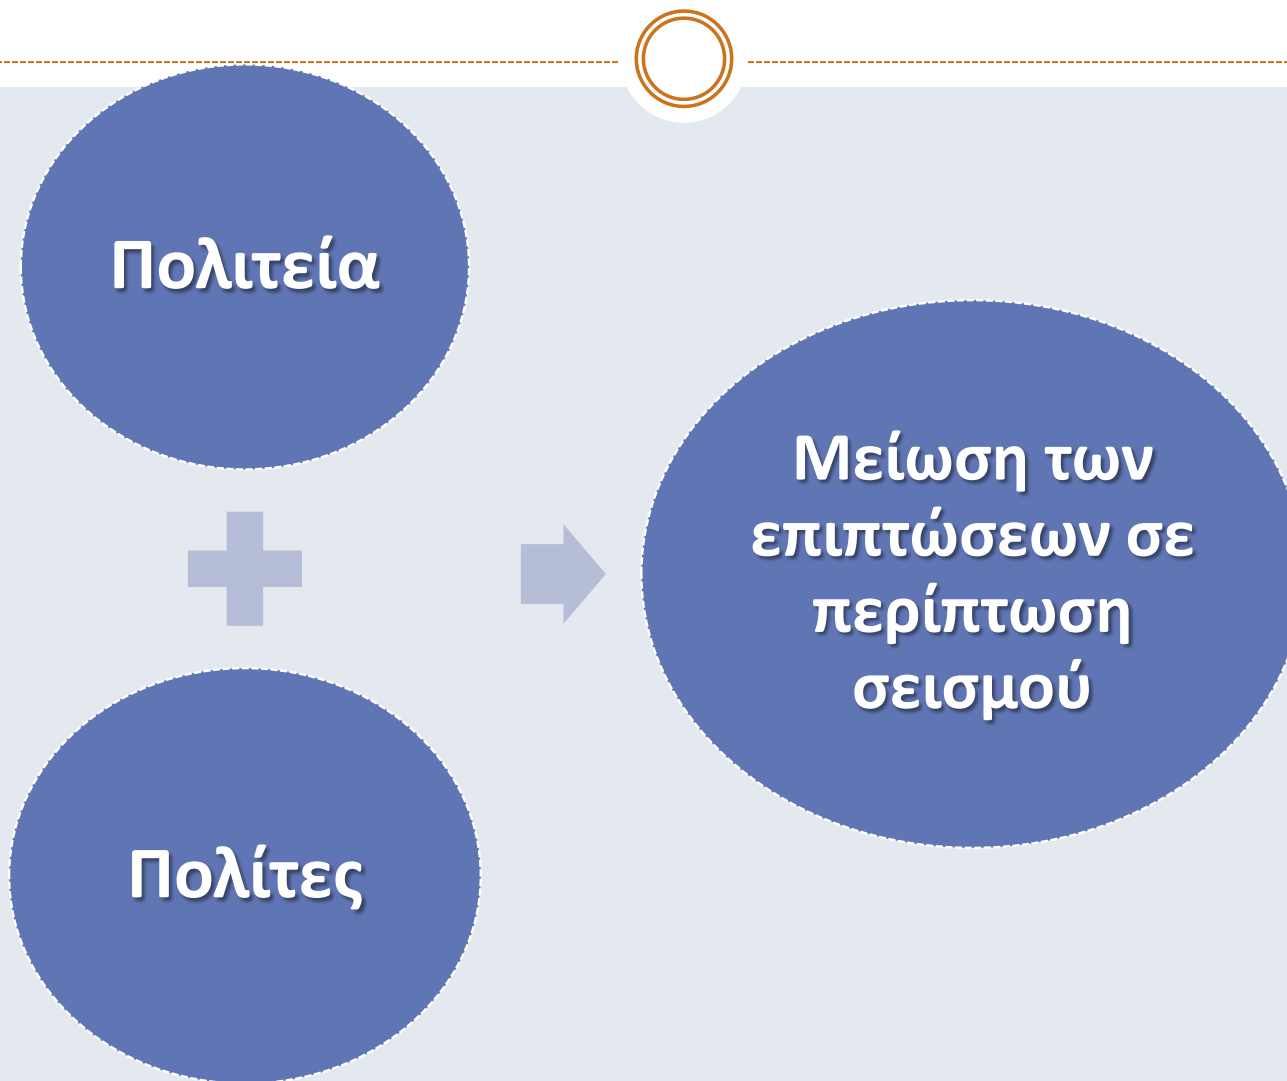 Πολιτεία
Πολίτες
Μείωση των
επιπτώσεων σε
περίπτωση
σεισμού